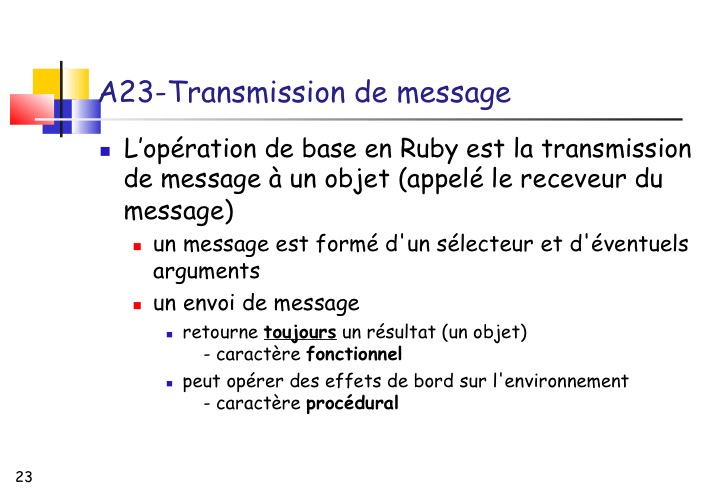 A23-Transmission de message
L’opération de base en Ruby est la transmission
de message à un objet (appelé le receveur du
message)
un message est formé d'un sélecteur et d'éventuels
arguments
un envoi de message
retourne toujours un résultat (un objet)
- caractère fonctionnel
peut opérer des effets de bord sur l'environnement
- caractère procédural
23